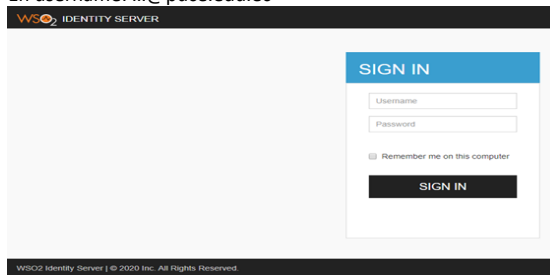 WSO2 IDENTITY SERVER
SIGN IN
Username
Password
Remember me on this computer
SIGN IN
WSO2 Identity Server | © 2020 Inc. All Rights Reserved.